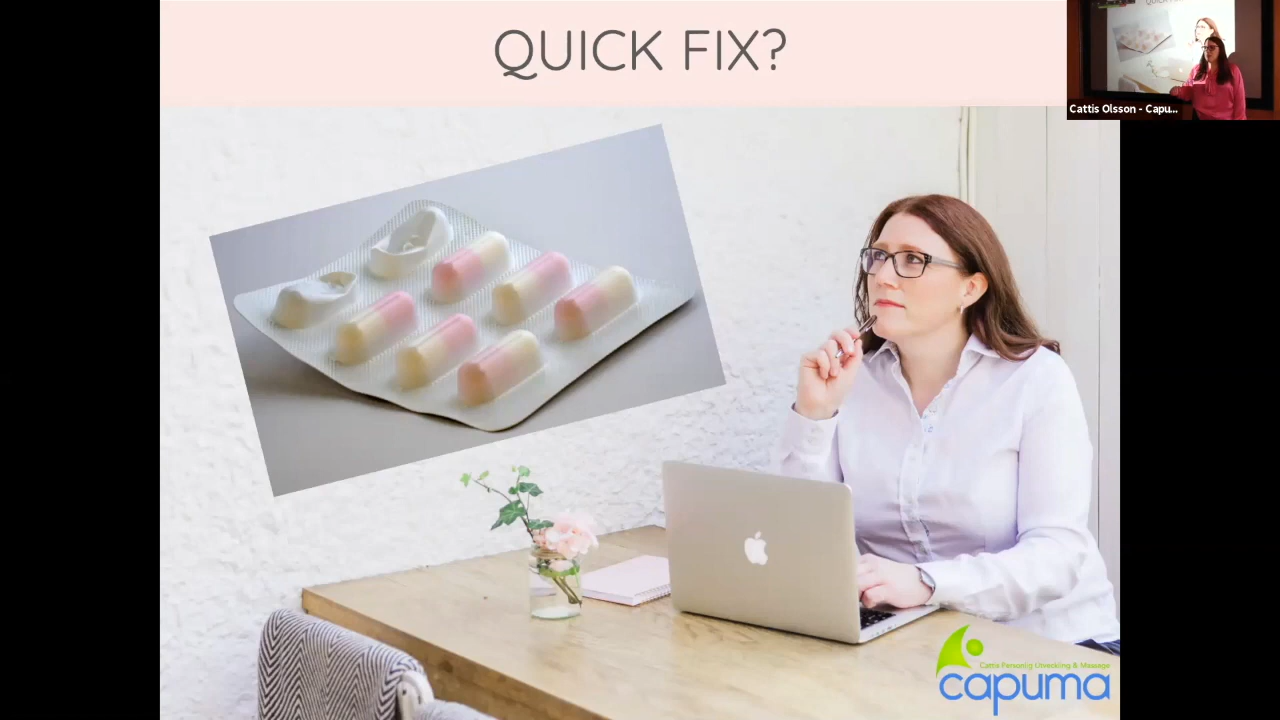 QUICK FIX?
Cattis Olsson - Capu...
Cattis Personlig Utveckling & Massage
capuma